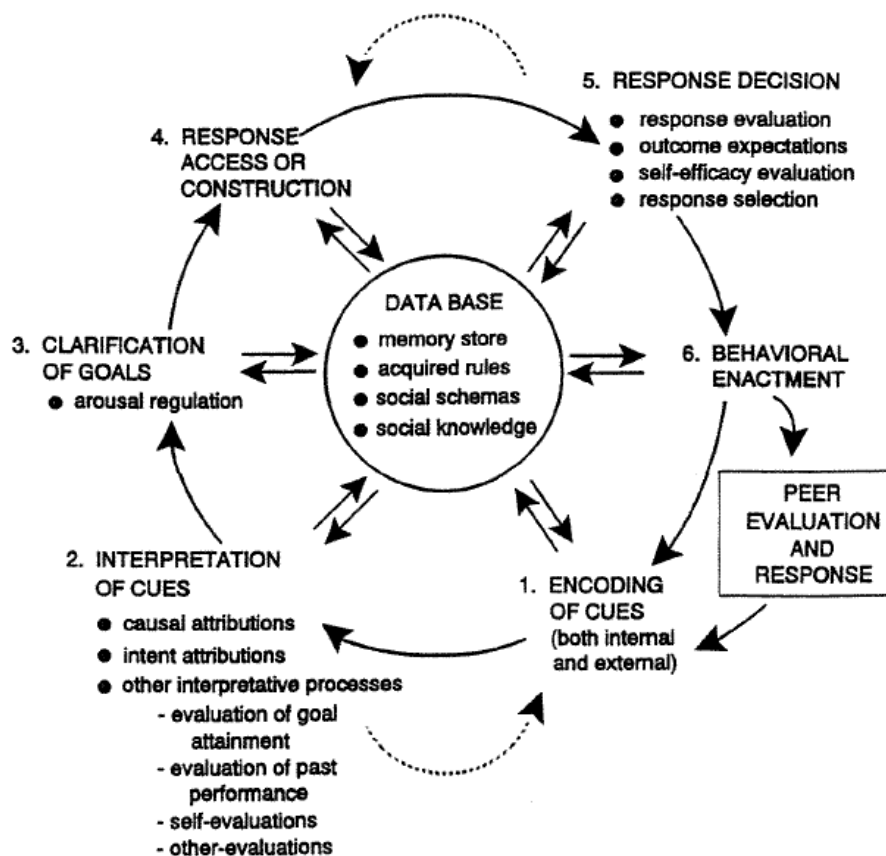 5. RESPONSE DECISION
● response evaluation
● outcome expectations
● self-efficacy evaluation
● response selection
4. RESPONSE
ACCESS OR
CONSTRUCTION
DATA BASE
● memory store
● acquired rules
● social schemas
● social knowledge
3. CLARIFICATION
OF GOALS
● arousal regulation
6. BEHAVIORAL
ENACTMENT
PEER
EVALUATION
AND
RESPONSE
2. INTERPRETATION
OF CUES
● causal attributions
● intent attributions
● other interpretative processes
- evaluation of goal
attainment
- evaluation of past
performance
- self-evaluations
- other-evaluations
1. ENCODING
OF CUES
(both internal
and external)